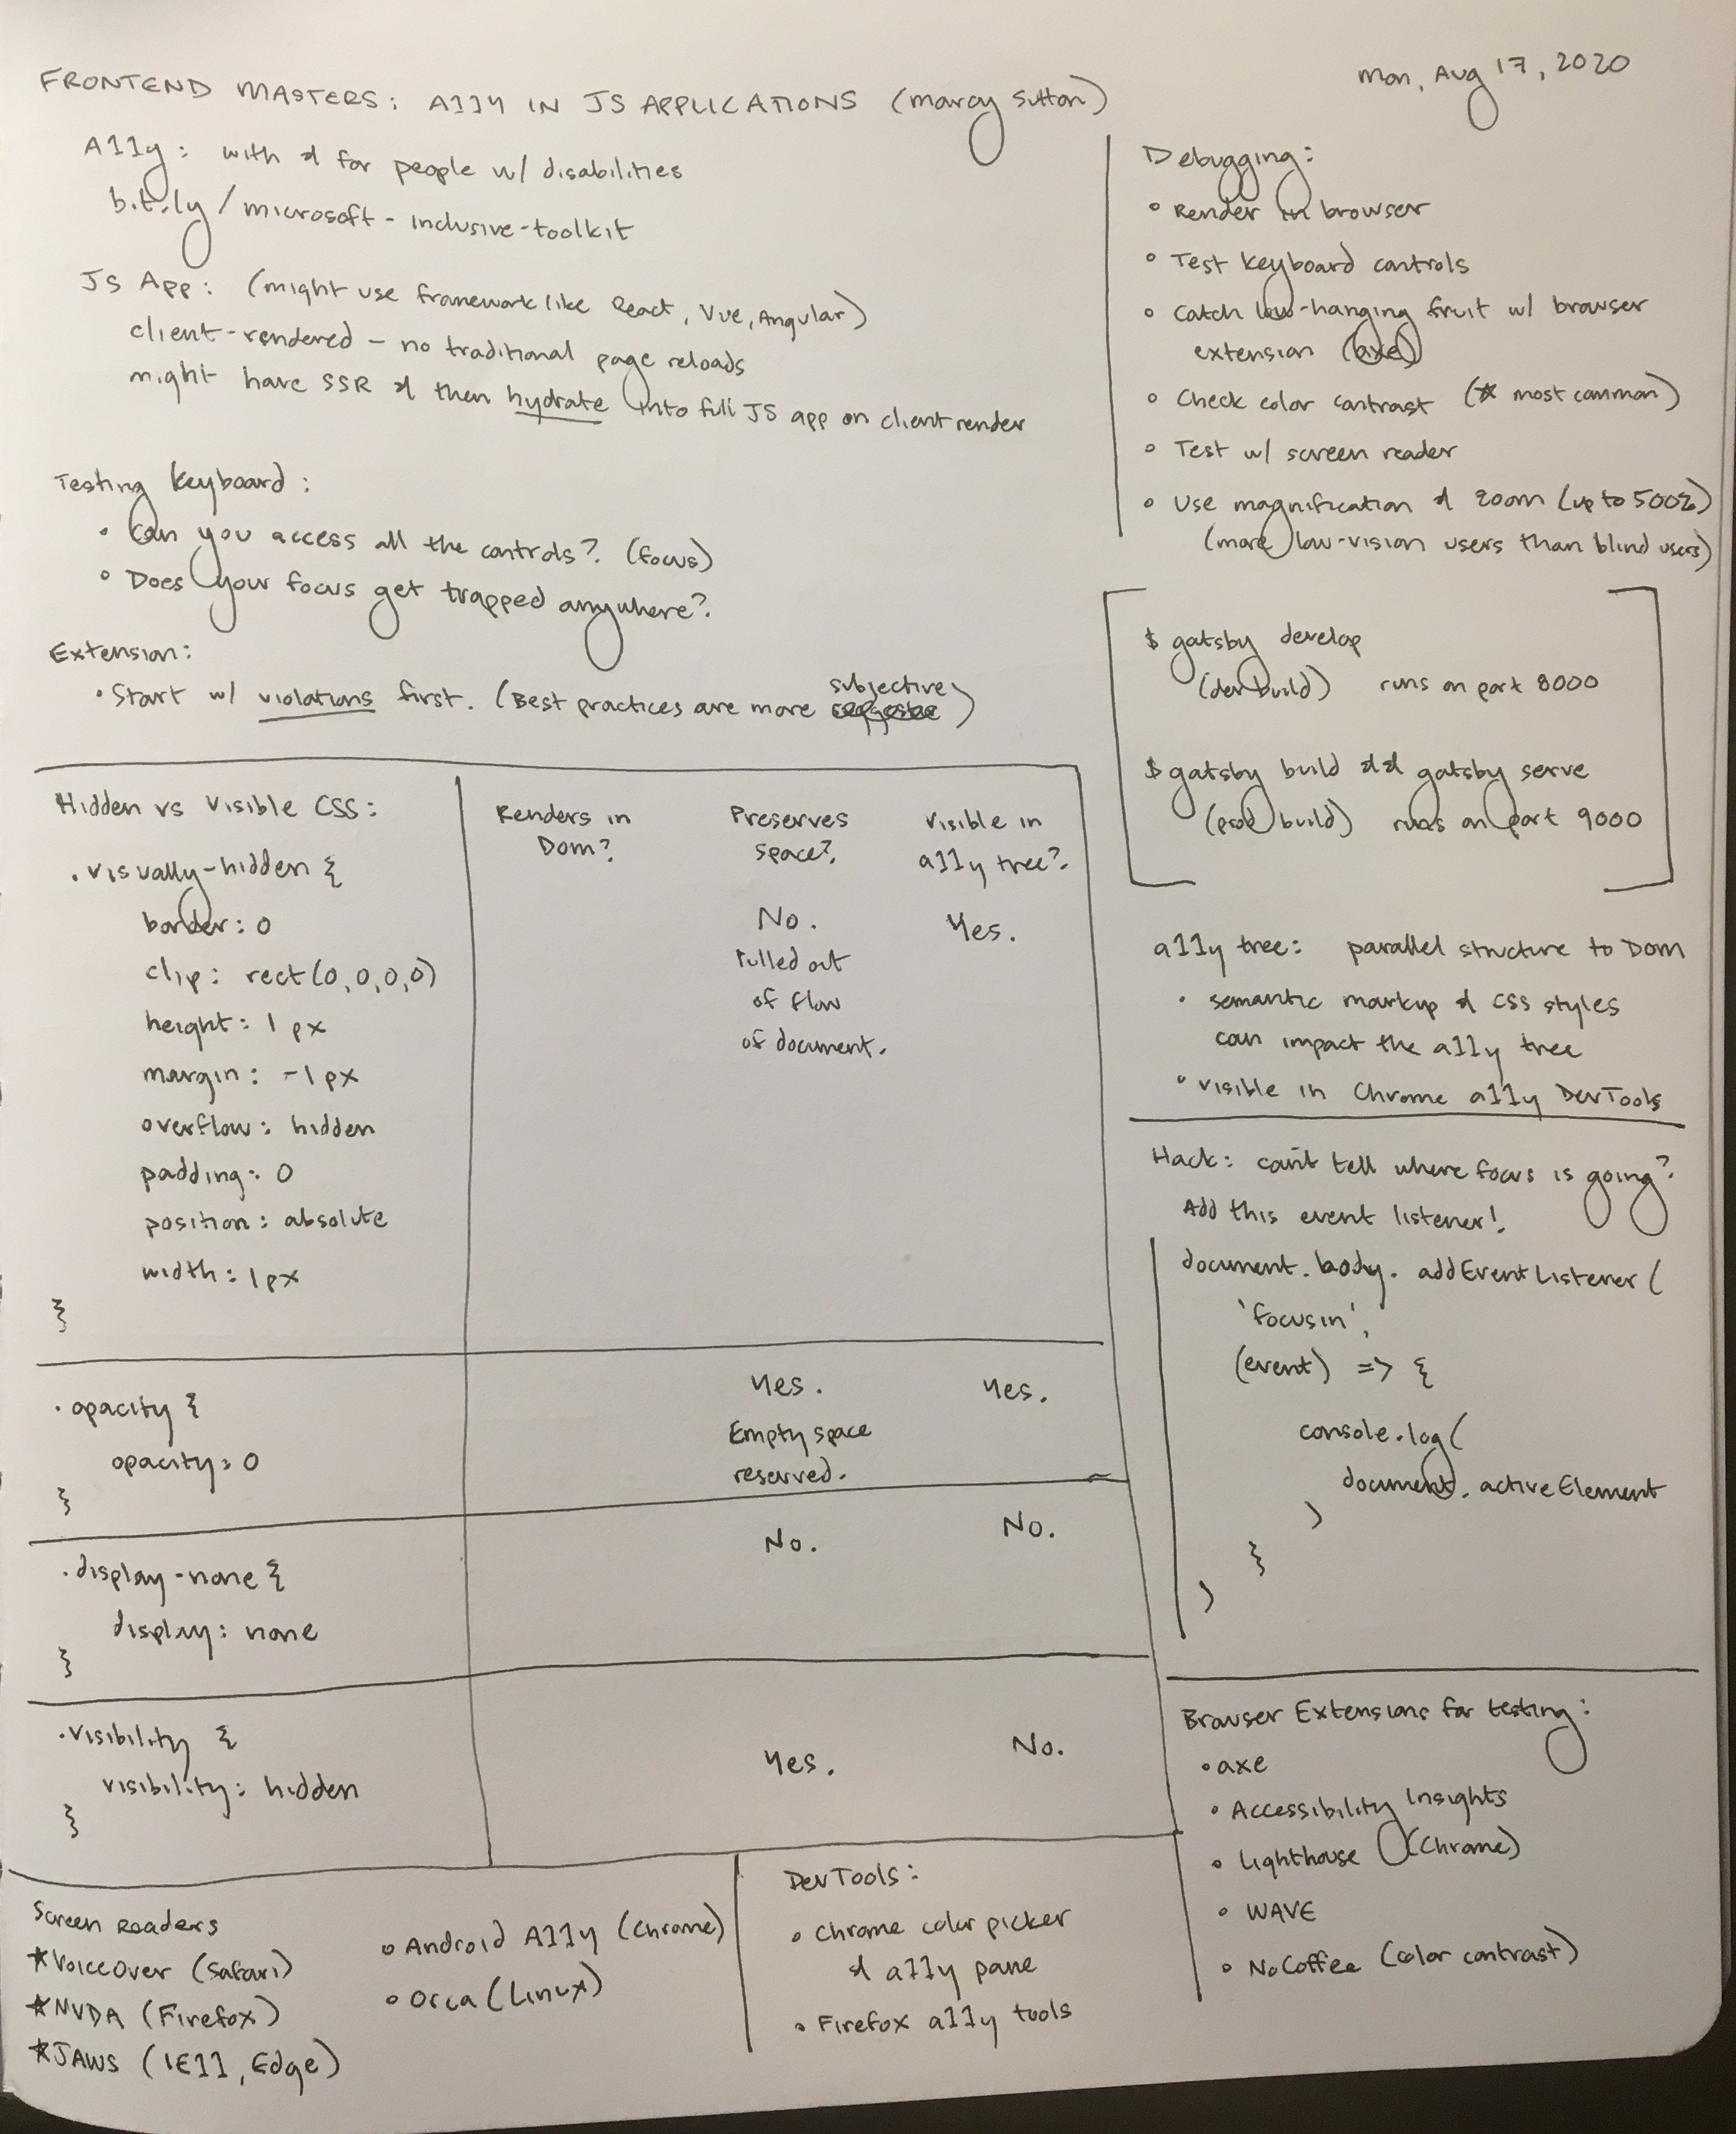 FRONTEND MASTERS: A11Y IN JS APPLICATIONS (marcy sutton)
Mon, Aug 17, 2020
A11y: with & for people w/ disabilities
bit.ly/microsoft-inclusive-toolkit
JS App: (might use framework like React, Vue, Angular)
client-rendered – no traditional page reloads
might have SSR & then hydrate into full JS app on client render
Testing keyboard:
• Can you access all the controls? (focus)
• Does your focus get trapped anywhere?
Extension:
• Start w/ violations first. (Best practices are more subjective)
Debugging:
• Render in browser
• Test keyboard controls
• Catch low-hanging fruit w/ browser
extension (axe)
• Check color contrast (★ most common)
• Test w/ screen reader
• Use magnification & zoom (up to 500%)
(more low-vision users than blind users)
$ gatsby develop
(dev build) runs on port 8000
$ gatsby build && gatsby serve
(prod build) runs on port 9000
a11y tree: parallel structure to DOM
• semantic markup & CSS styles
can impact the a11y tree
• visible in Chrome a11y DevTools
Hack: can't tell where focus is going?
Add this event listener!
document.body.addEventListener(
'focusin',
(event) => {
console.log(
document.activeElement
)
}
)
Hidden vs Visible CSS:
Renders in
Dom?
Preserves
space?
Visible in
a11y tree?
.visually-hidden {
border: 0
clip: rect(0,0,0,0)
height: 1px
margin: -1px
overflow: hidden
padding: 0
position: absolute
width: 1px
}
No.
Pulled out
of flow
of document.
Yes.
.opacity {
opacity: 0
}
Yes.
Empty space
reserved.
Yes.
.display-none {
display: none
}
No.
No.
.visibility {
visibility: hidden
}
Yes.
No.
Screen Readers
★VoiceOver (Safari)
★NVDA (Firefox)
★JAWS (IE11, Edge)
• Android A11y (Chrome)
• Orca (Linux)
DevTools:
• Chrome color picker
& a11y pane
• Firefox a11y tools
Browser Extensions for testing:
• axe
• Accessibility Insights
• Lighthouse (Chrome)
• WAVE
• NoCoffee (color contrast)